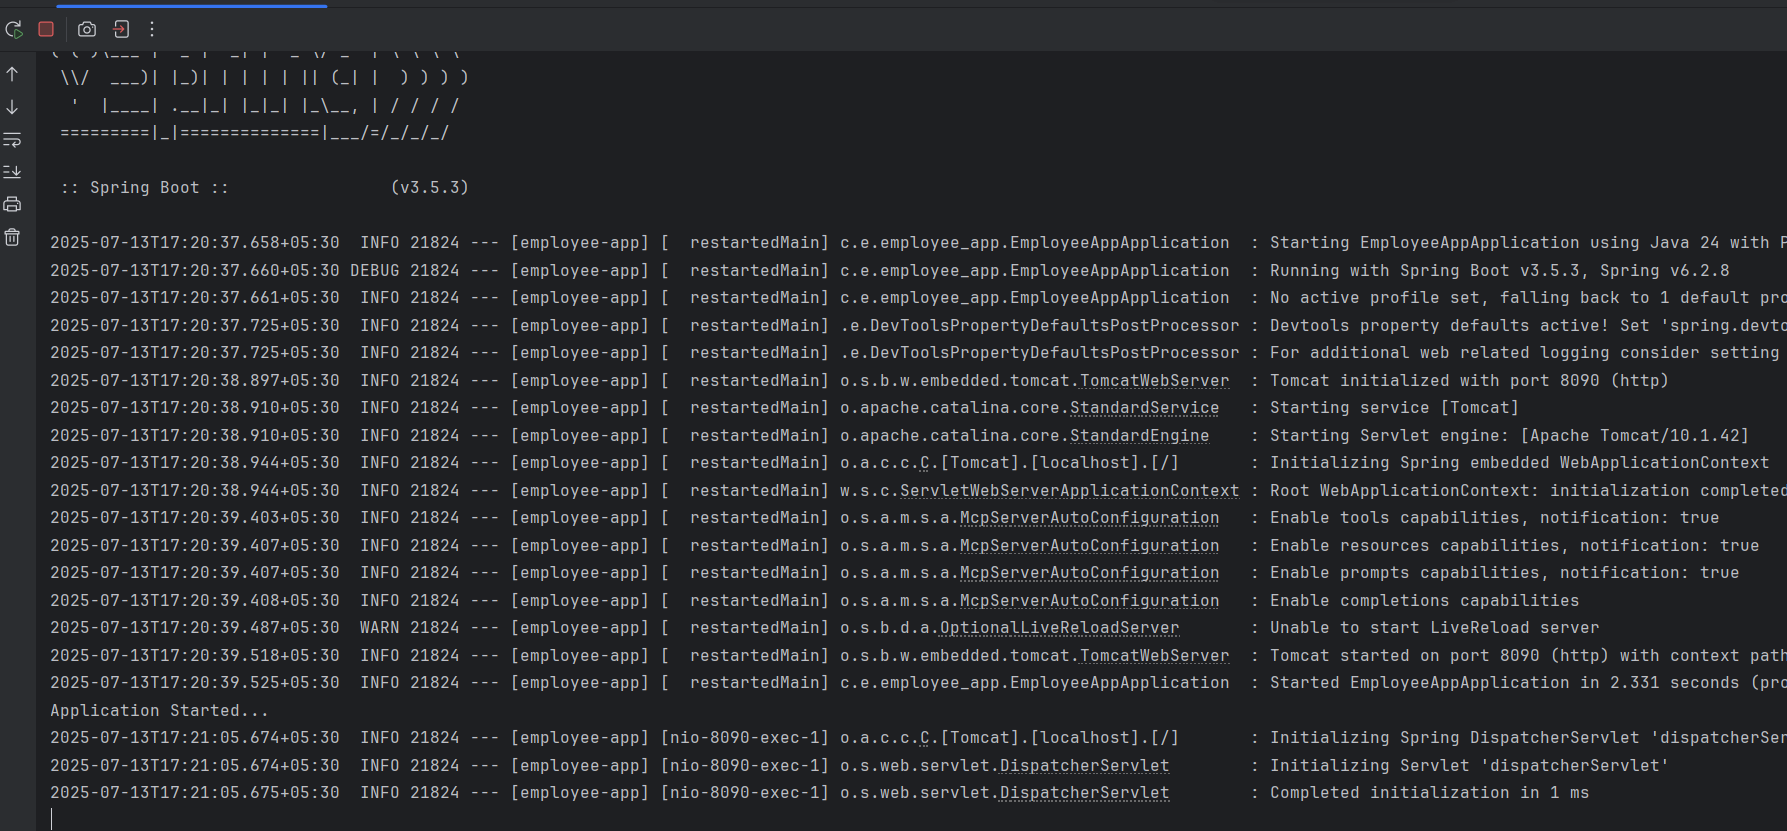 ( ( )\___ | '_ | '_| | '_ \/ _` | \ \ \ \
 \\/  ___)| |_)| | | | | || (_| |  ) ) ) )
  '  |____| .__|_| |_|_| |_\__, | / / / /
 =========|_|==============|___/=/_/_/_/
 :: Spring Boot ::                (v3.5.3)
2025-07-13T17:20:37.658+05:30  INFO 21824 --- [employee-app] [  restartedMain] c.e.employee_app.EmployeeAppApplication  : Starting EmployeeAppApplication using Java 24 with P
2025-07-13T17:20:37.660+05:30 DEBUG 21824 --- [employee-app] [  restartedMain] c.e.employee_app.EmployeeAppApplication  : Running with Spring Boot v3.5.3, Spring v6.2.8
2025-07-13T17:20:37.661+05:30  INFO 21824 --- [employee-app] [  restartedMain] c.e.employee_app.EmployeeAppApplication  : No active profile set, falling back to 1 default pro
2025-07-13T17:20:37.725+05:30  INFO 21824 --- [employee-app] [  restartedMain] .e.DevToolsPropertyDefaultsPostProcessor : Devtools property defaults active! Set 'spring.devto
2025-07-13T17:20:37.725+05:30  INFO 21824 --- [employee-app] [  restartedMain] .e.DevToolsPropertyDefaultsPostProcessor : For additional web related logging consider setting
2025-07-13T17:20:38.897+05:30  INFO 21824 --- [employee-app] [  restartedMain] o.s.b.w.embedded.tomcat.TomcatWebServer  : Tomcat initialized with port 8090 (http)
2025-07-13T17:20:38.910+05:30  INFO 21824 --- [employee-app] [  restartedMain] o.apache.catalina.core.StandardService   : Starting service [Tomcat]
2025-07-13T17:20:38.910+05:30  INFO 21824 --- [employee-app] [  restartedMain] o.apache.catalina.core.StandardEngine    : Starting Servlet engine: [Apache Tomcat/10.1.42]
2025-07-13T17:20:38.944+05:30  INFO 21824 --- [employee-app] [  restartedMain] o.a.c.c.C.[Tomcat].[localhost].[/]       : Initializing Spring embedded WebApplicationContext
2025-07-13T17:20:38.944+05:30  INFO 21824 --- [employee-app] [  restartedMain] w.s.c.ServletWebServerApplicationContext : Root WebApplicationContext: initialization completed
2025-07-13T17:20:39.403+05:30  INFO 21824 --- [employee-app] [  restartedMain] o.s.a.m.s.a.McpServerAutoConfiguration   : Enable tools capabilities, notification: true
2025-07-13T17:20:39.407+05:30  INFO 21824 --- [employee-app] [  restartedMain] o.s.a.m.s.a.McpServerAutoConfiguration   : Enable resources capabilities, notification: true
2025-07-13T17:20:39.407+05:30  INFO 21824 --- [employee-app] [  restartedMain] o.s.a.m.s.a.McpServerAutoConfiguration   : Enable prompts capabilities, notification: true
2025-07-13T17:20:39.408+05:30  INFO 21824 --- [employee-app] [  restartedMain] o.s.a.m.s.a.McpServerAutoConfiguration   : Enable completions capabilities
2025-07-13T17:20:39.487+05:30  WARN 21824 --- [employee-app] [  restartedMain] o.s.b.d.a.OptionalLiveReloadServer       : Unable to start LiveReload server
2025-07-13T17:20:39.518+05:30  INFO 21824 --- [employee-app] [  restartedMain] o.s.b.w.embedded.tomcat.TomcatWebServer  : Tomcat started on port 8090 (http) with context path
2025-07-13T17:20:39.525+05:30  INFO 21824 --- [employee-app] [  restartedMain] c.e.employee_app.EmployeeAppApplication  : Started EmployeeAppApplication in 2.331 seconds (pro
Application Started...
2025-07-13T17:21:05.674+05:30  INFO 21824 --- [employee-app] [nio-8090-exec-1] o.a.c.c.C.[Tomcat].[localhost].[/]       : Initializing Spring DispatcherServlet 'dispatcherSer
2025-07-13T17:21:05.674+05:30  INFO 21824 --- [employee-app] [nio-8090-exec-1] o.s.web.servlet.DispatcherServlet        : Initializing Servlet 'dispatcherServlet'
2025-07-13T17:21:05.675+05:30  INFO 21824 --- [employee-app] [nio-8090-exec-1] o.s.web.servlet.DispatcherServlet        : Completed initialization in 1 ms